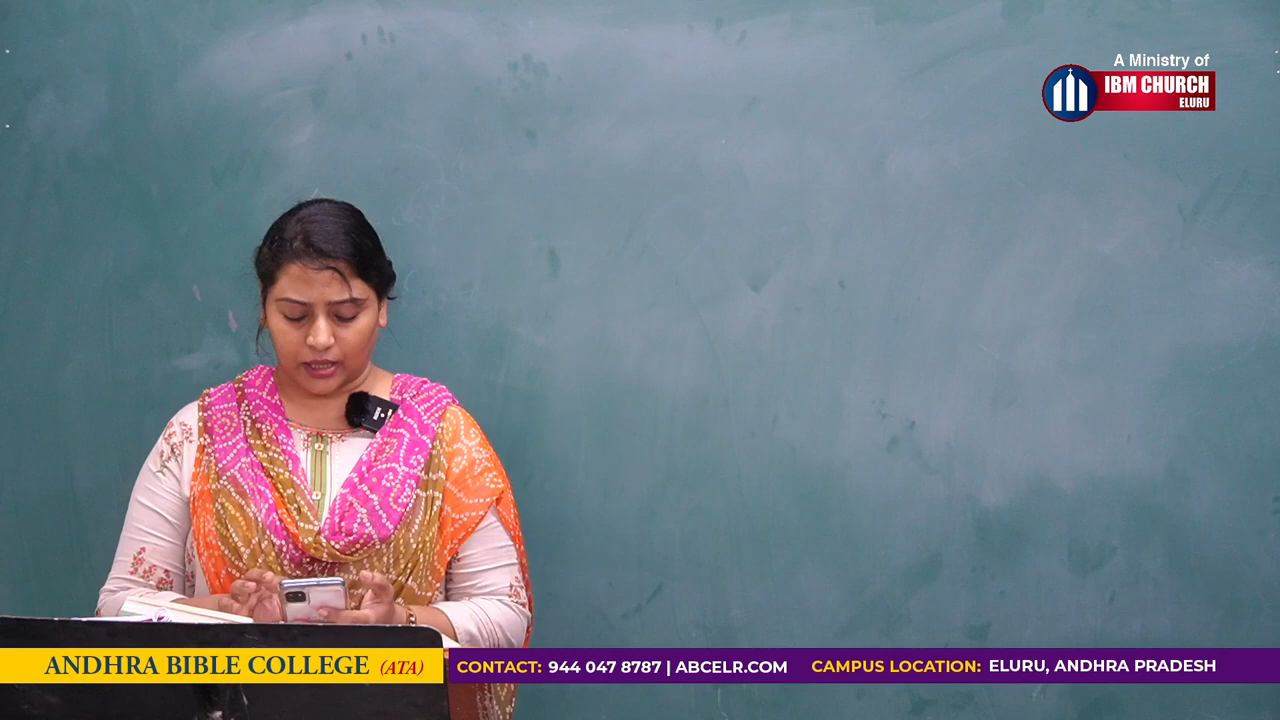 A Ministry of
IBM CHURCH
ELURU
ANDHRA BIBLE COLLEGE (ATA)
CONTACT: 944 047 8787 | ABCELR.COM
CAMPUS LOCATION: ELURU, ANDHRA PRADESH